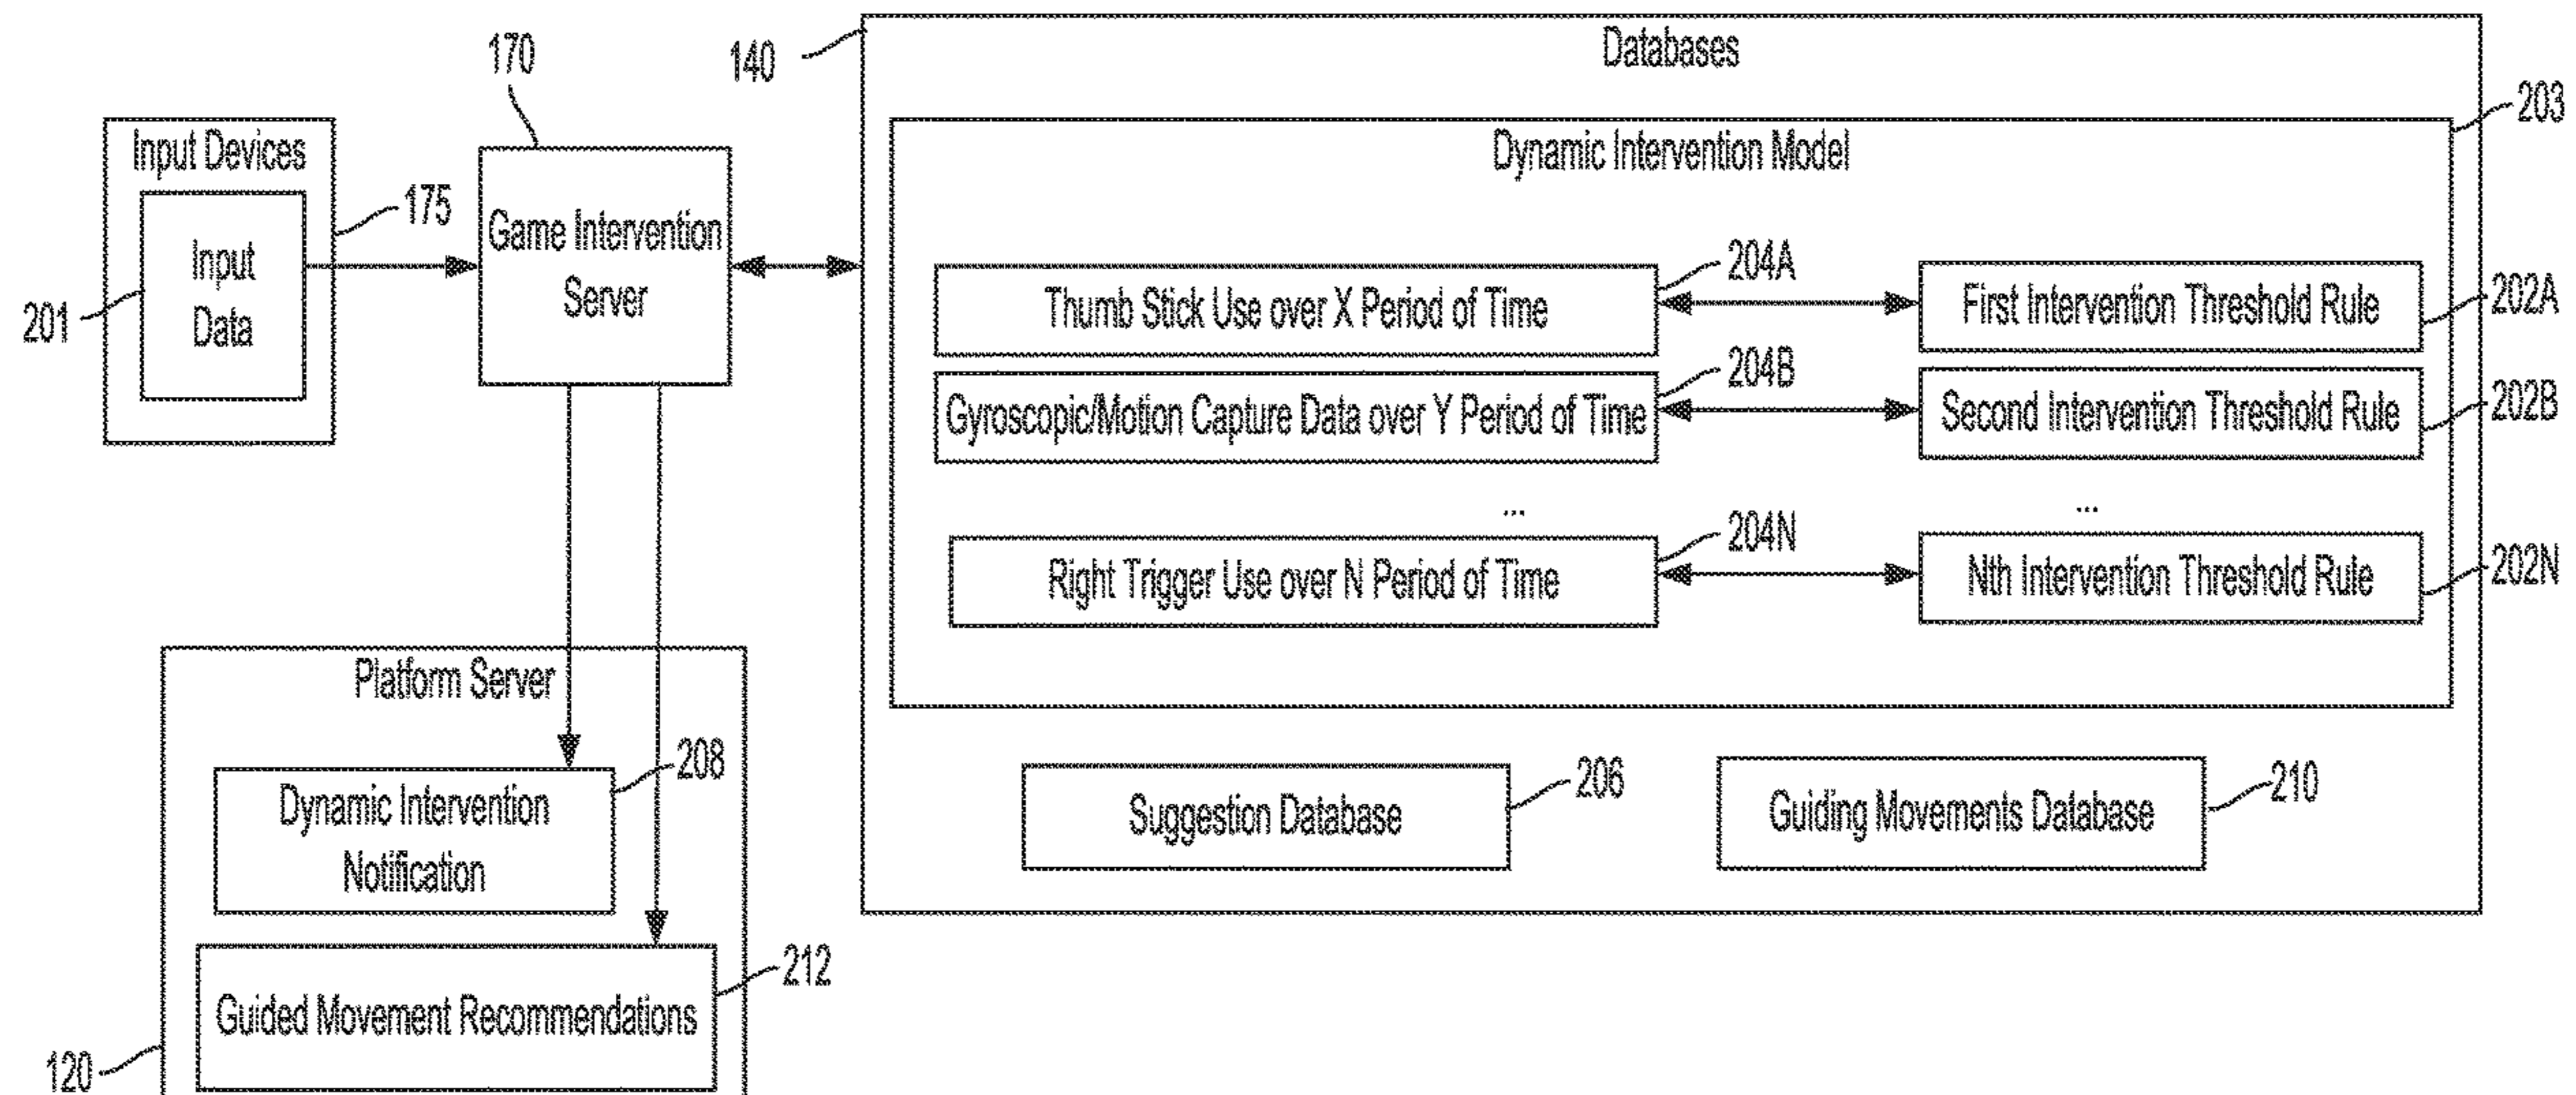 170
140
Databases
203
Input Devices
Dynamic Intervention Model
175
Input
Data
201
Game Intervention
Server
204A
Thumb Stick Use over X Period of Time
First Intervention Threshold Rule
202A
204B
Gyroscopic/Motion Capture Data over Y Period of Time
Second Intervention Threshold Rule
202B
...
...
204N
Right Trigger Use over N Period of Time
Nth Intervention Threshold Rule
202N
Platform Server
208
Dynamic Intervention
Notification
206
Suggestion Database
210
Guiding Movements Database
212
Guided Movement Recommendations
120